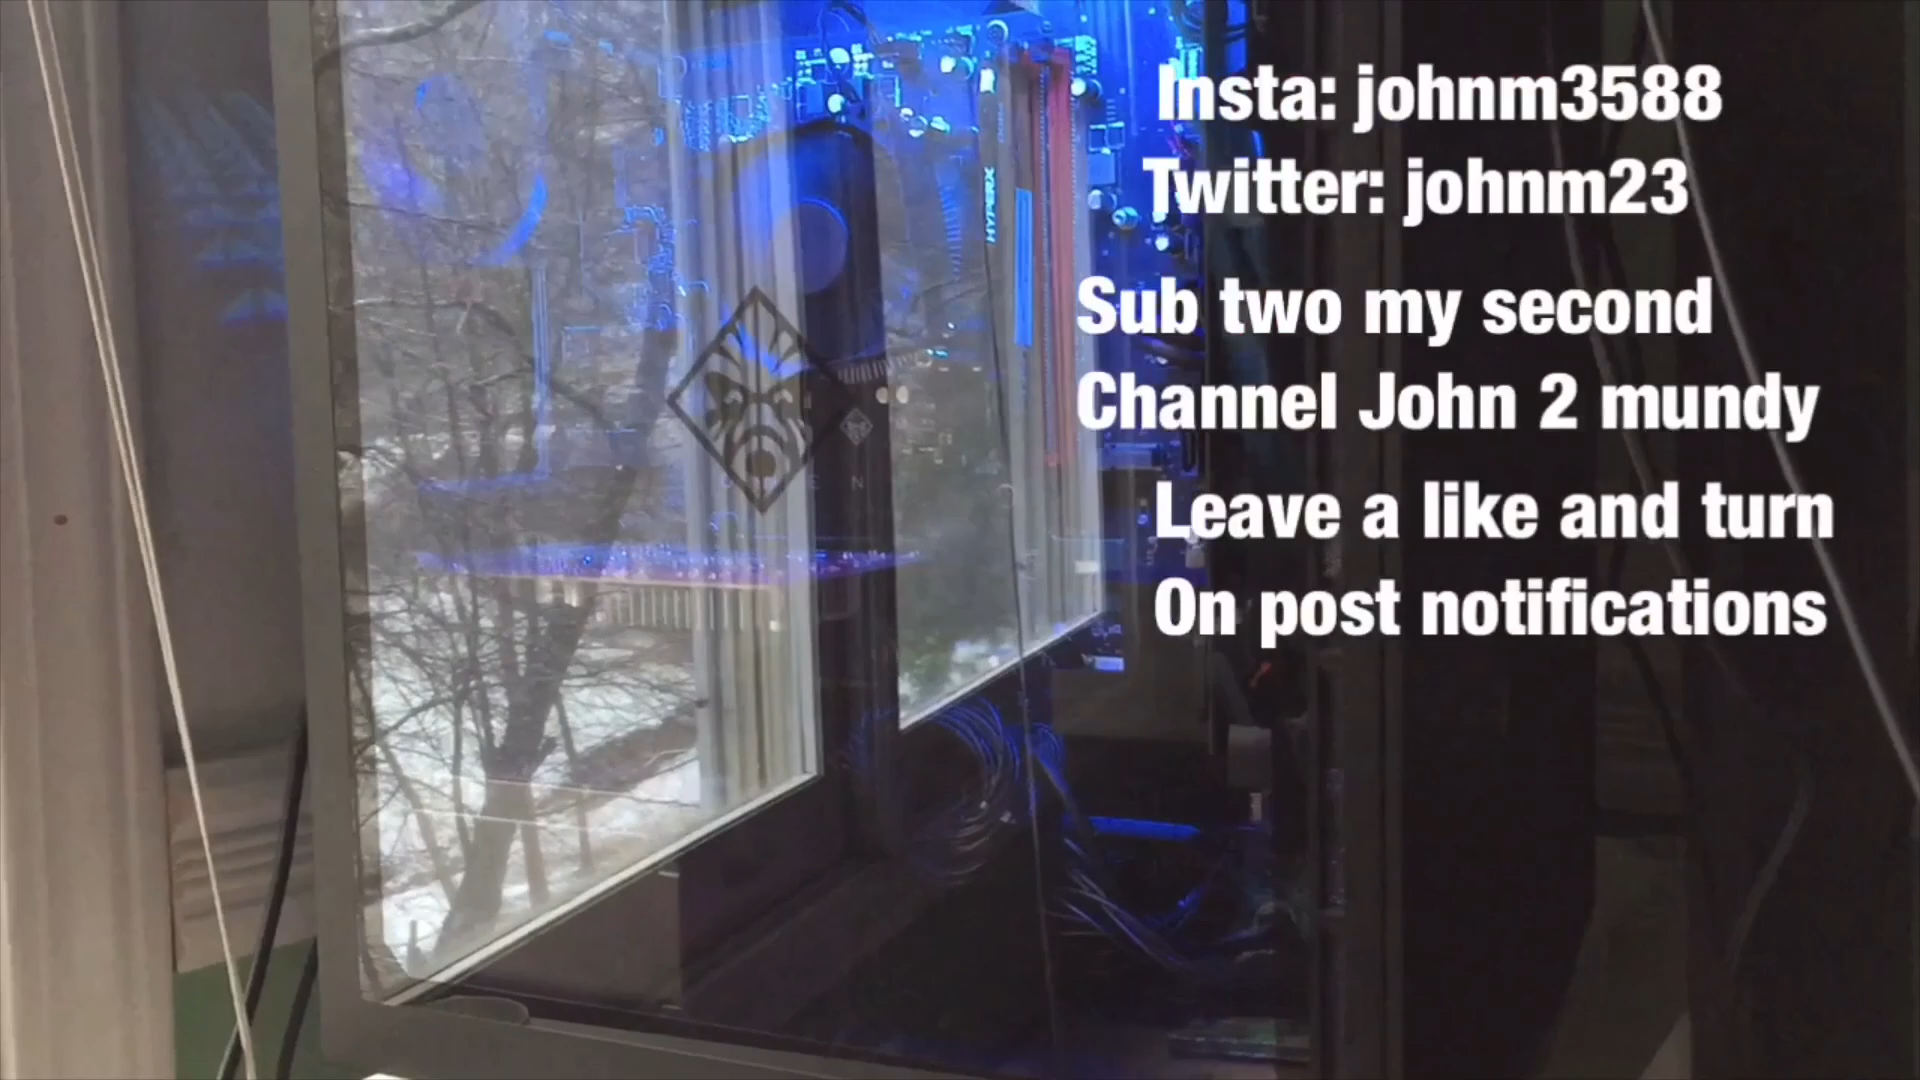 Insta: johnm3588
Twitter: johnm23
Sub two my second
Channel John 2 mundy
Leave a like and turn
On post notifications
HYPERX
E N